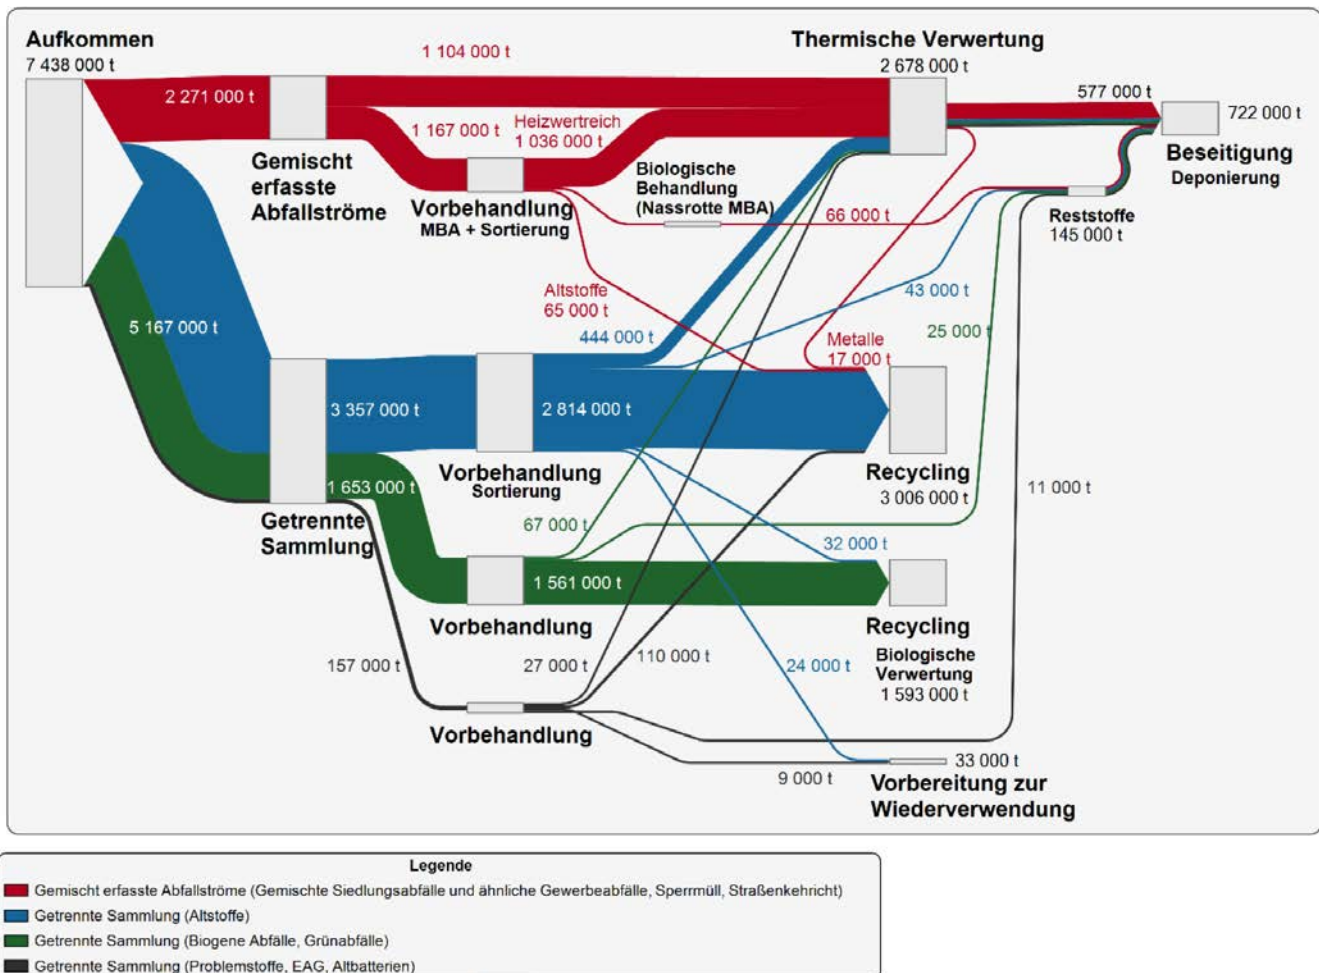 Aufkommen
7 438 000 t
1 104 000 t
Thermische Verwertung
2 678 000 t
2 271 000 t
577 000 t
722 000 t
Beseitigung
Deponierung
1 167 000 t
Heizwertreich
1 036 000 t
Gemischt
erfasste
Abfallströme
Vorbehandlung
MBA + Sortierung
Biologische
Behandlung
(Nassrotte MBA)
66 000 t
Reststoffe
145 000 t
5 167 000 t
Altstoffe
65 000 t
444 000 t
43 000 t
25 000 t
Metalle
17 000 t
3 357 000 t
2 814 000 t
Vorbehandlung
Sortierung
Recycling
3 006 000 t
11 000 t
1 653 000 t
Getrennte
Sammlung
67 000 t
32 000 t
1 561 000 t
Vorbehandlung
Recycling
Biologische
Verwertung
1 593 000 t
157 000 t
27 000 t
110 000 t
24 000 t
Vorbehandlung
9 000 t
33 000 t
Vorbereitung zur
Wiederverwendung
Legende
Gemischt erfasste Abfallströme (Gemischte Siedlungsabfälle und ähnliche Gewerbeabfälle, Sperrmüll, Straßenkehricht)
Getrennte Sammlung (Altstoffe)
Getrennte Sammlung (Biogene Abfälle, Grünabfälle)
Getrennte Sammlung (Problemstoffe, EAG, Altbatterien)